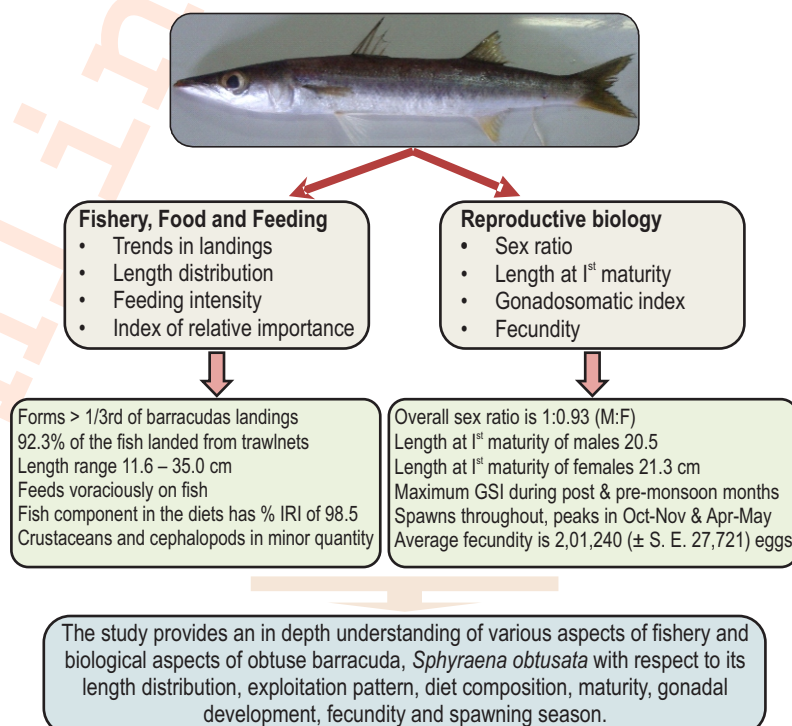 Fishery, Food and Feeding
• Trends in landings
• Length distribution
• Feeding intensity
• Index of relative importance
Reproductive biology
• Sex ratio
• Length at Ist maturity
• Gonadosomatic index
• Fecundity
Forms > 1/3rd of barracudas landings
92.3% of the fish landed from trawlnets
Length range 11.6 – 35.0 cm
Feeds voraciously on fish
Fish component in the diets has % IRI of 98.5
Crustaceans and cephalopods in minor quantity
Overall sex ratio is 1:0.93 (M:F)
Length at Ist maturity of males 20.5
Length at Ist maturity of females 21.3 cm
Maximum GSI during post & pre-monsoon months
Spawns throughout, peaks in Oct-Nov & Apr-May
Average fecundity is 2,01,240 (± S. E. 27,721) eggs
The study provides an in depth understanding of various aspects of fishery and
biological aspects of obtuse barracuda, Sphyraena obtusata with respect to its
length distribution, exploitation pattern, diet composition, maturity, gonadal
development, fecundity and spawning season.